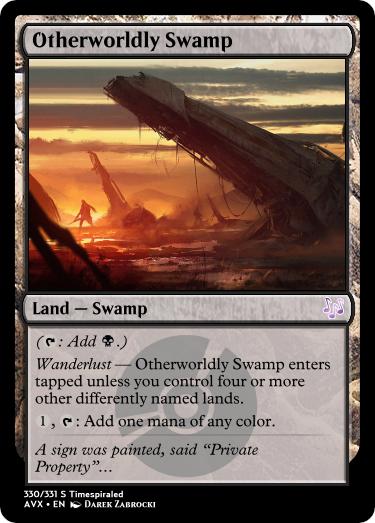 Otherworldly Swamp
Land — Swamp
(T: Add B.)
Wanderlust — Otherworldly Swamp enters
tapped unless you control four or more
other differently named lands.
1 , T: Add one mana of any color.
A sign was painted, said “Private
Property”…
330/331 S Timespiraled
AVX • EN Darek Zabrocki